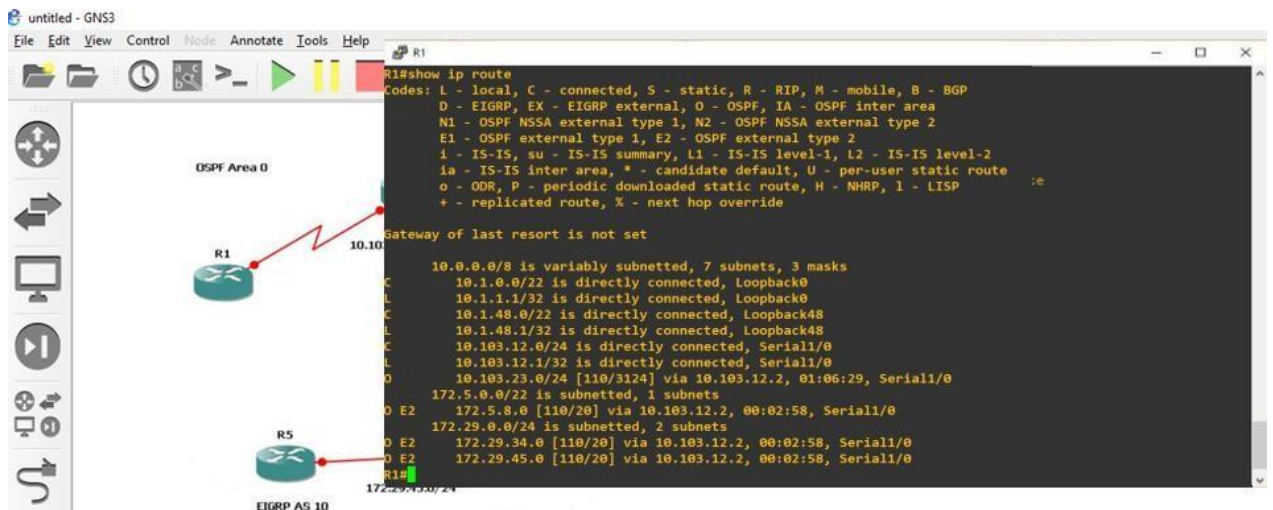 untitled - GNS3
File Edit View Control Node Annotate Tools Help
R1
R1#show ip route
Codes: L - local, C - connected, S - static, R - RIP, M - mobile, B - BGP
D - EIGRP, EX - EIGRP external, O - OSPF, IA - OSPF inter area
N1 - OSPF NSSA external type 1, N2 - OSPF NSSA external type 2
E1 - OSPF external type 1, E2 - OSPF external type 2
i - IS-IS, su - IS-IS summary, L1 - IS-IS level-1, L2 - IS-IS level-2
ia - IS-IS inter area, * - candidate default, U - per-user static route
o - ODR, P - periodic downloaded static route, H - NHRP, l - LISP
+ - replicated route, % - next hop override
Gateway of last resort is not set
10.0.0.0/8 is variably subnetted, 7 subnets, 3 masks
C 10.1.0.0/22 is directly connected, Loopback0
L 10.1.1.1/32 is directly connected, Loopback0
C 10.1.48.0/22 is directly connected, Loopback48
L 10.1.48.1/32 is directly connected, Loopback48
C 10.103.12.0/24 is directly connected, Serial1/0
L 10.103.12.1/32 is directly connected, Serial1/0
O 10.103.23.0/24 [110/3124] via 10.103.12.2, 01:06:29, Serial1/0
172.5.0.0/22 is subnetted, 1 subnets
O E2 172.5.8.0 [110/20] via 10.103.12.2, 00:02:58, Serial1/0
172.29.0.0/24 is subnetted, 2 subnets
O E2 172.29.34.0 [110/20] via 10.103.12.2, 00:02:58, Serial1/0
O E2 172.29.45.0 [110/20] via 10.103.12.2, 00:02:58, Serial1/0
R1#
OSPF Area 0
R1
10.10
R5
172.29.45.0/24
EIGRP AS 10